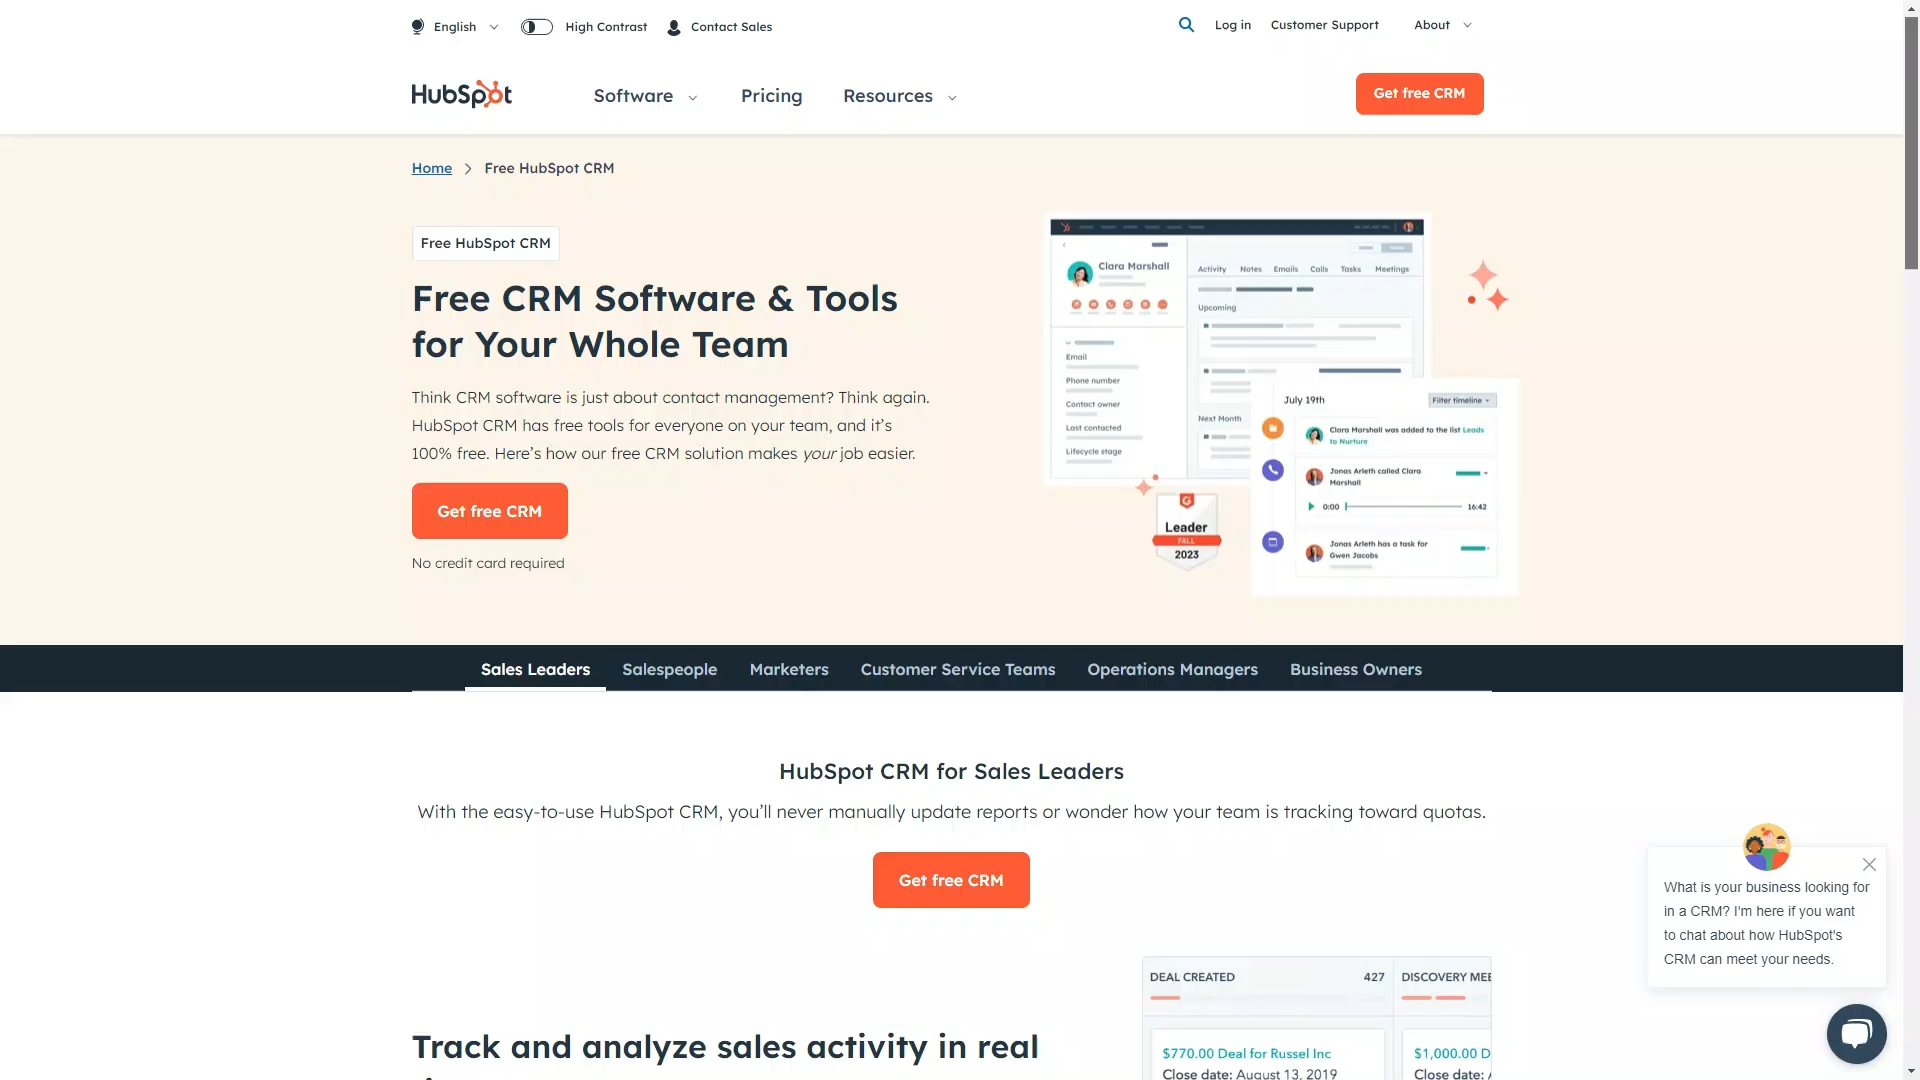 English
High Contrast
Contact Sales
Log in
Customer Support
About
HubSpot
Software
Pricing
Resources
Get free CRM
Home
Free HubSpot CRM
Free HubSpot CRM
Free CRM Software & Tools
for Your Whole Team
Think CRM software is just about contact management? Think again.
HubSpot CRM has free tools for everyone on your team, and it’s
100% free. Here’s how our free CRM solution makes your job easier.
Get free CRM
No credit card required
Clara Marshall
Activity Notes Emails Calls Tasks Meetings
Upcoming
Email
Phone number
Contact owner
Last contacted
Lifecycle stage
Next Month
July 19th
Filter timeline
Clara Marshall was added to the list Leads
to Nurture
Jonas Arleth called Clara
Marshall
0:00
16:42
Jonas Arleth has a task for
Gwen Jacobs
G
Leader
FALL
2023
Sales Leaders
Salespeople
Marketers
Customer Service Teams
Operations Managers
Business Owners
HubSpot CRM for Sales Leaders
With the easy-to-use HubSpot CRM, you’ll never manually update reports or wonder how your team is tracking toward quotas.
Get free CRM
What is your business looking for
in a CRM? I'm here if you want
to chat about how HubSpot's
CRM can meet your needs.
Track and analyze sales activity in real
DEAL CREATED
427
DISCOVERY MEE
$770.00 Deal for Russel Inc
Close date: August 13, 2019
$1,000.00 D
Close date: